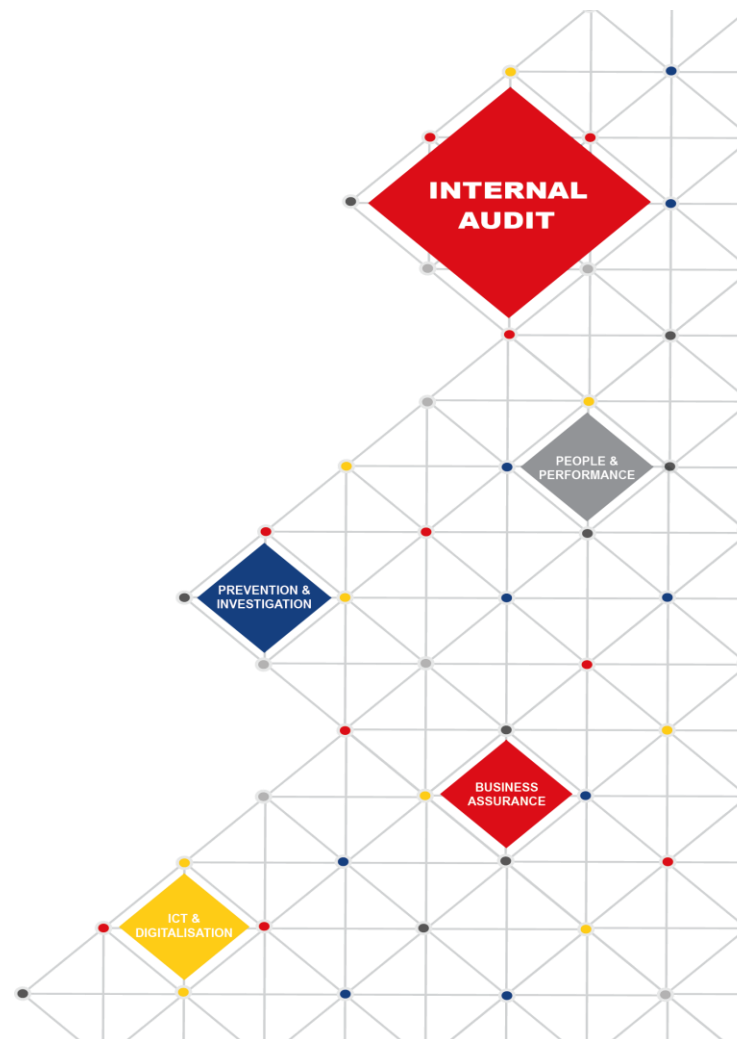 INTERNAL
AUDIT
PEOPLE &
PERFORMANCE
PREVENTION &
INVESTIGATION
BUSINESS
ASSURANCE
ICT &
DIGITALISATION